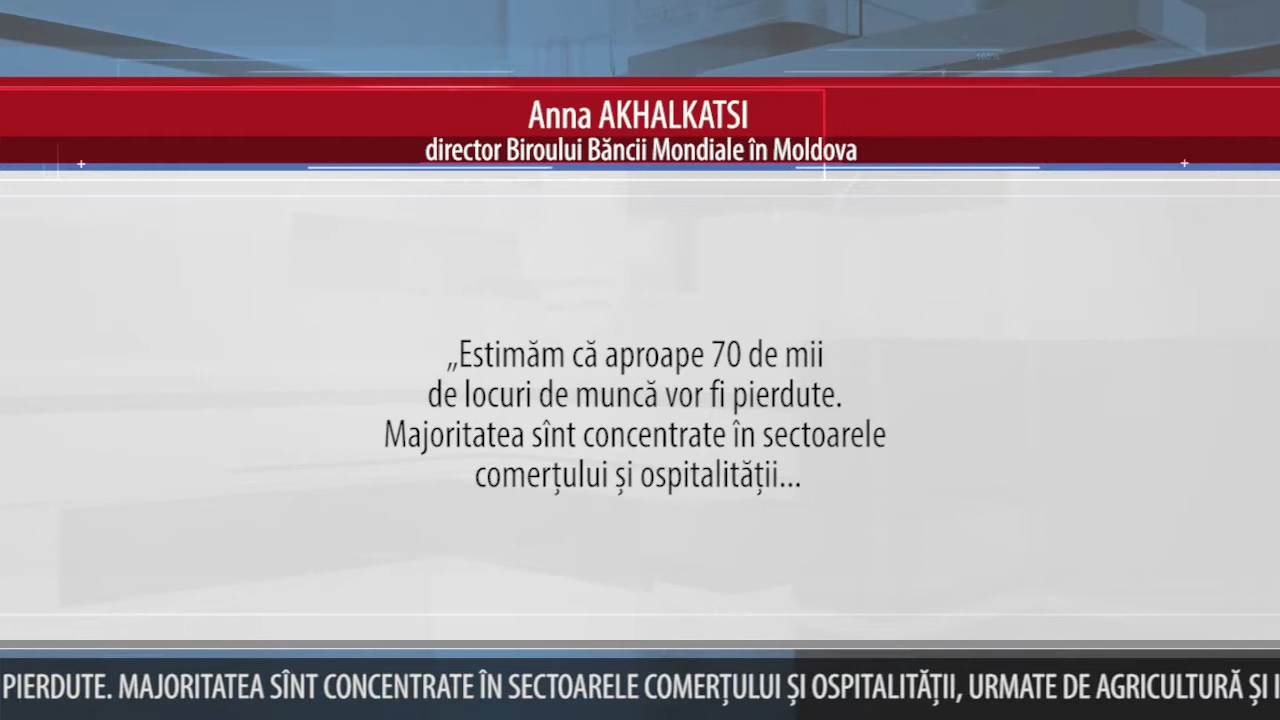 Anna AKHALKATSI
director Biroului Băncii Mondiale în Moldova
„Estimăm că aproape 70 de mii
de locuri de muncă vor fi pierdute.
Majoritatea sînt concentrate în sectoarele
comerțului și ospitalității...
PIERDUTE. MAJORITATEA SÎNT CONCENTRATE ÎN SECTOARELE COMERȚULUI ȘI OSPITALITĂȚII, URMATE DE AGRICULTURĂ ȘI